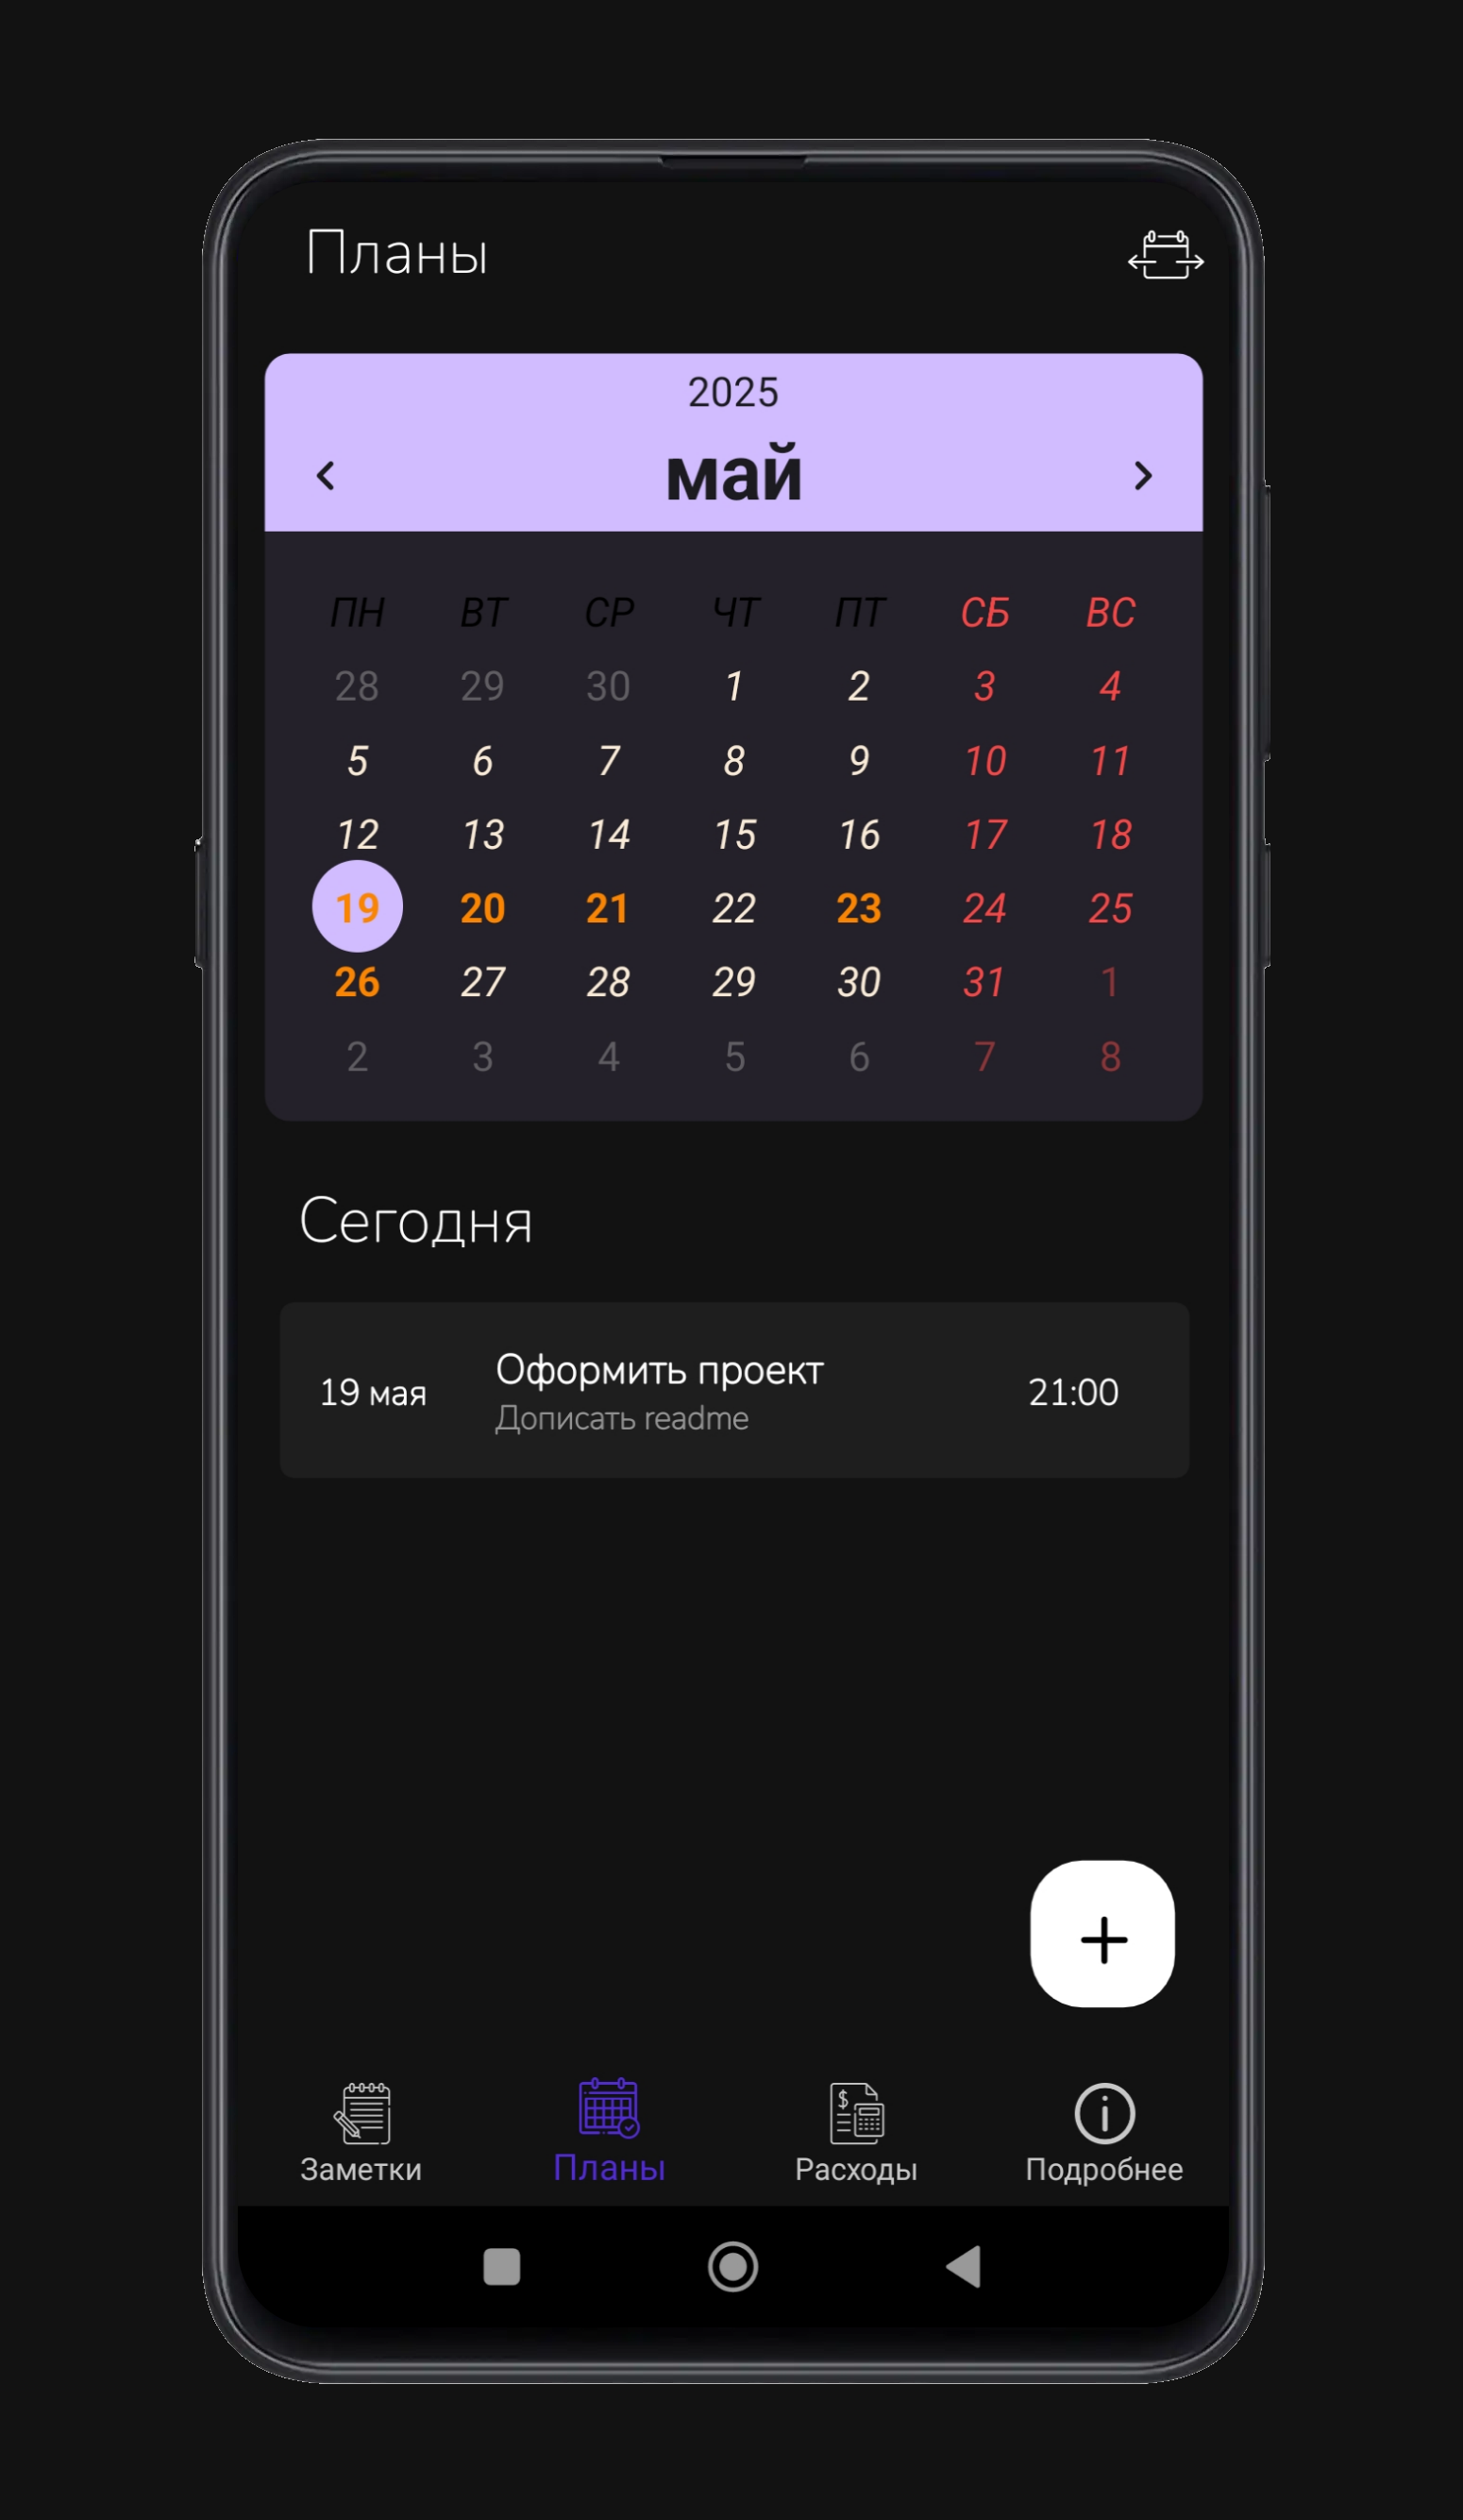 Планы
2025
май
ПН ВТ СР ЧТ ПТ СБ ВС
28 29 30 1 2 3 4
5 6 7 8 9 10 11
12 13 14 15 16 17 18
19 20 21 22 23 24 25
26 27 28 29 30 31 1
2 3 4 5 6 7 8
Сегодня
19 мая
Оформить проект
Дописать readme
21:00
Заметки Планы Расходы Подробнее